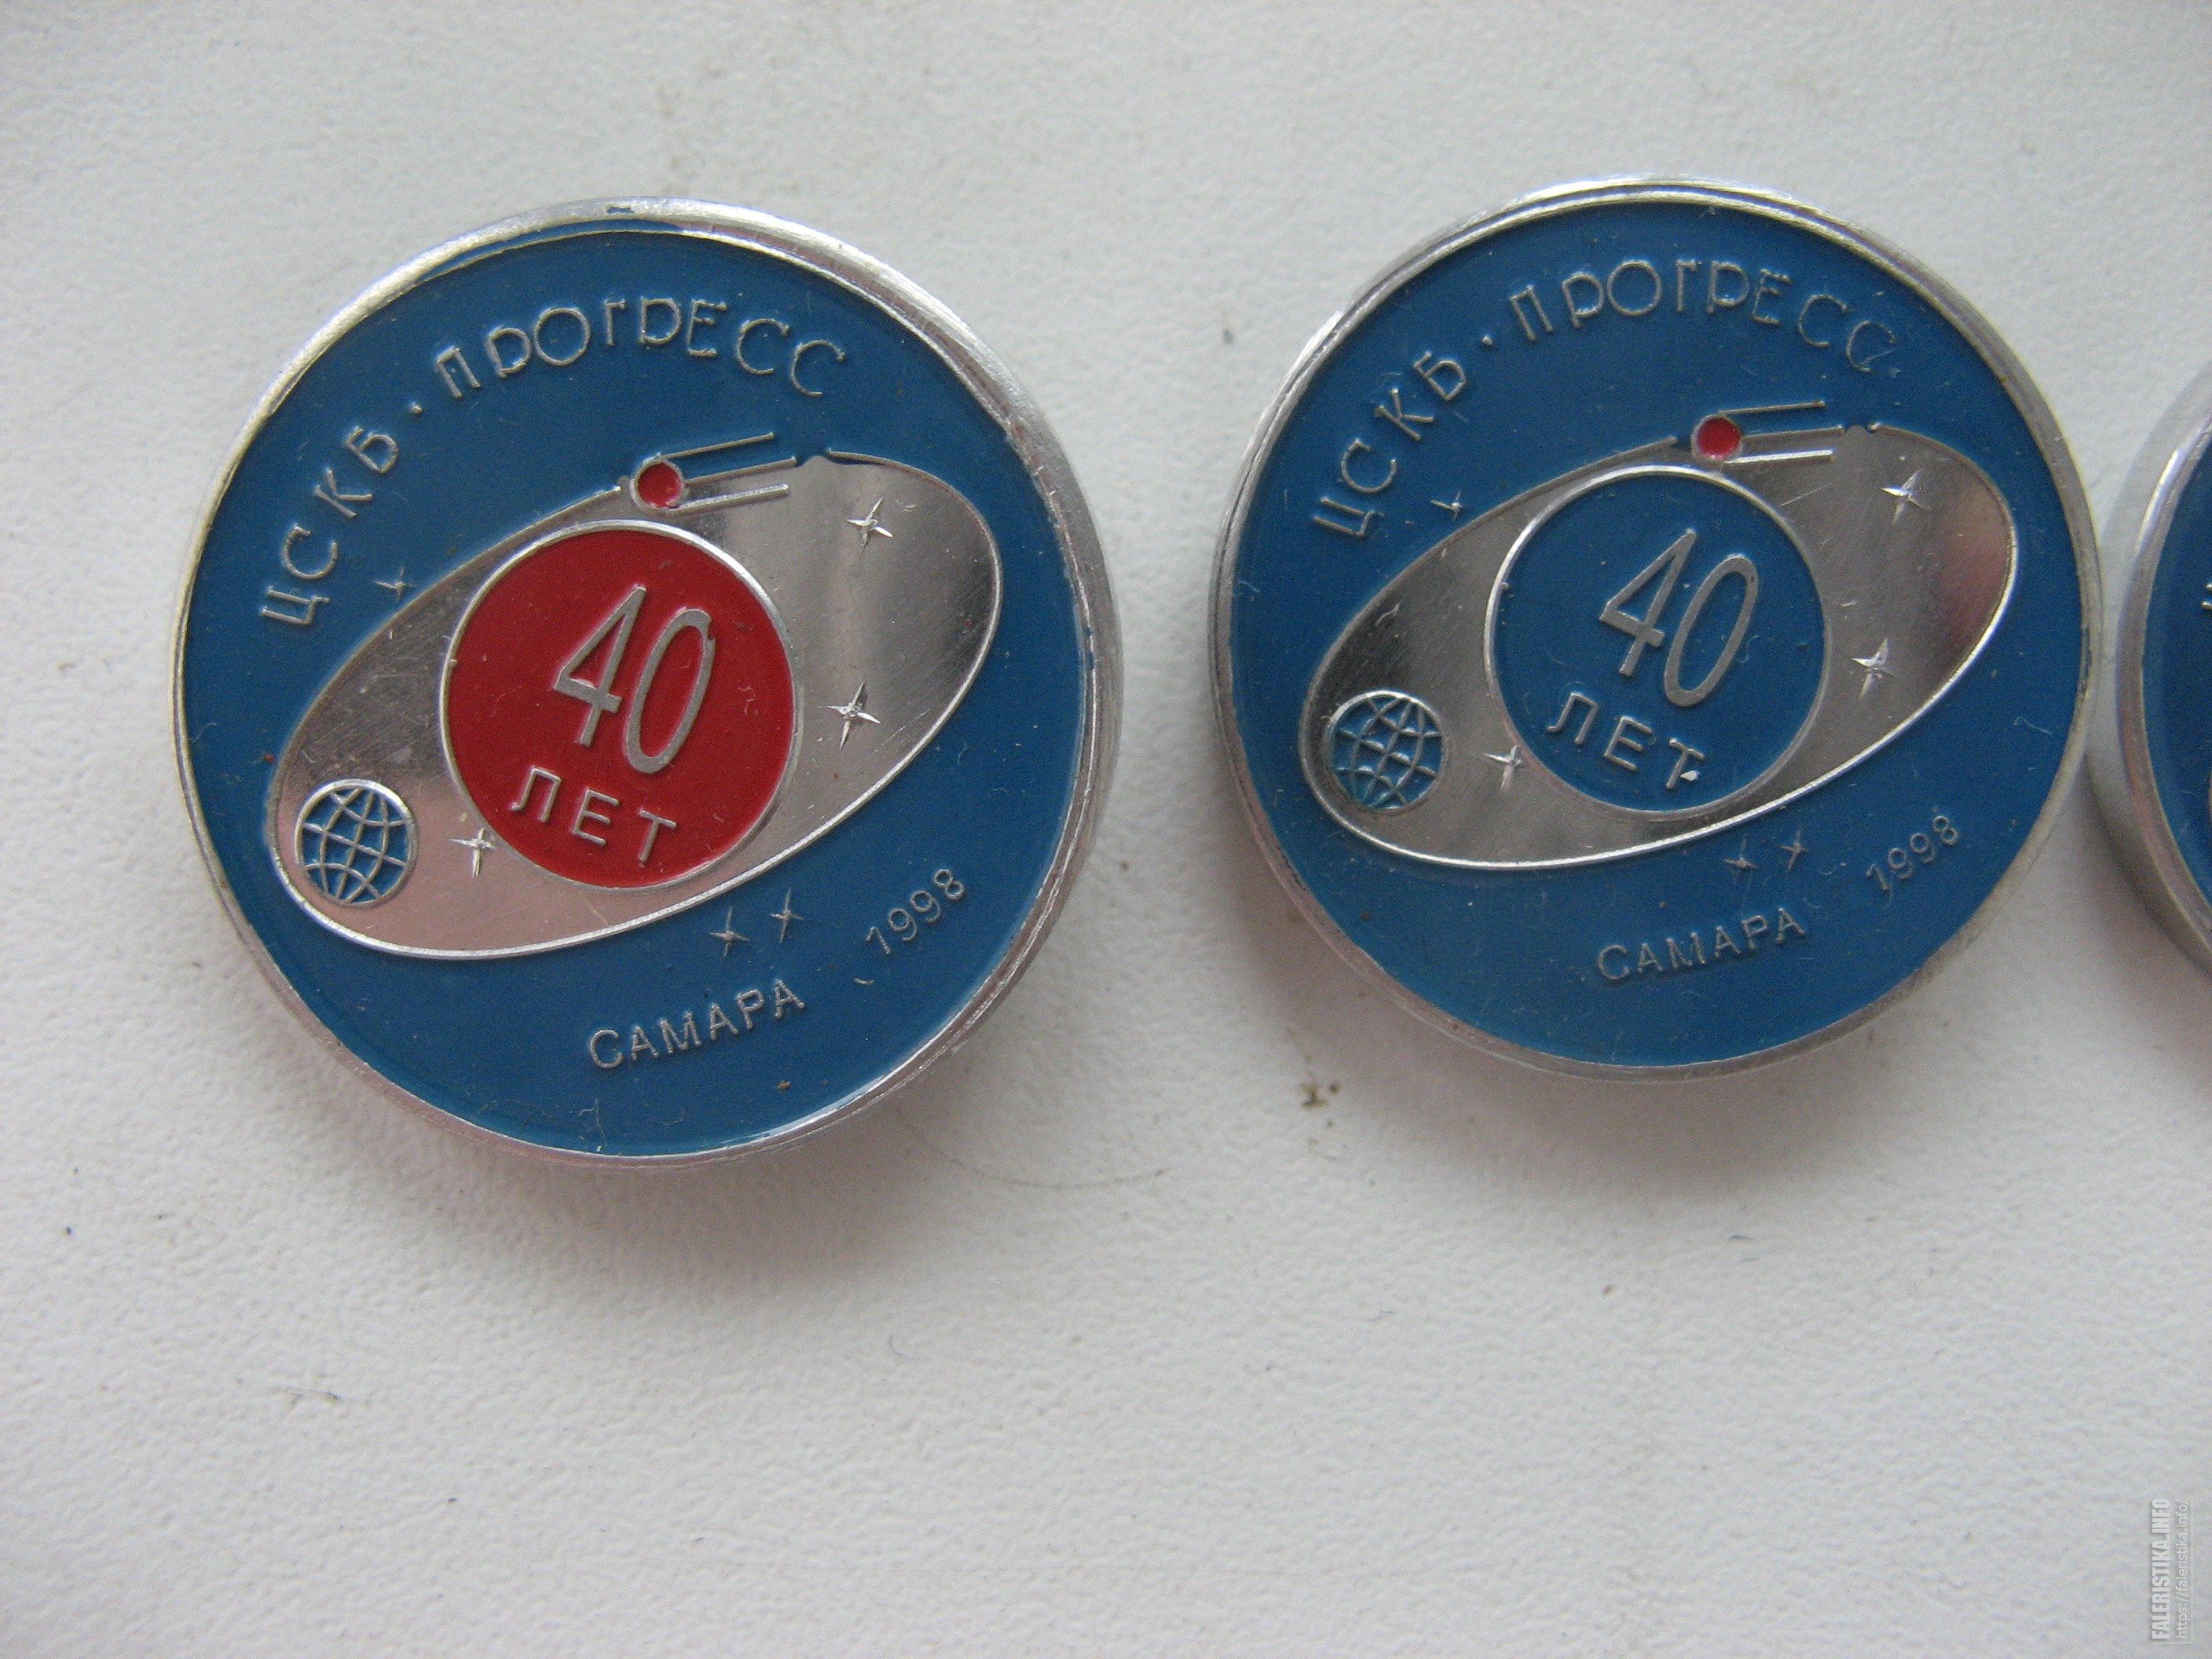 ЦСКБ · ПРОГРЕСС
40
ЛЕТ
САМАРА 1998
ЦСКБ · ПРОГРЕСС
40
ЛЕТ
САМАРА 1998
FALERISTIKA.INFO
https://faleristika.info/